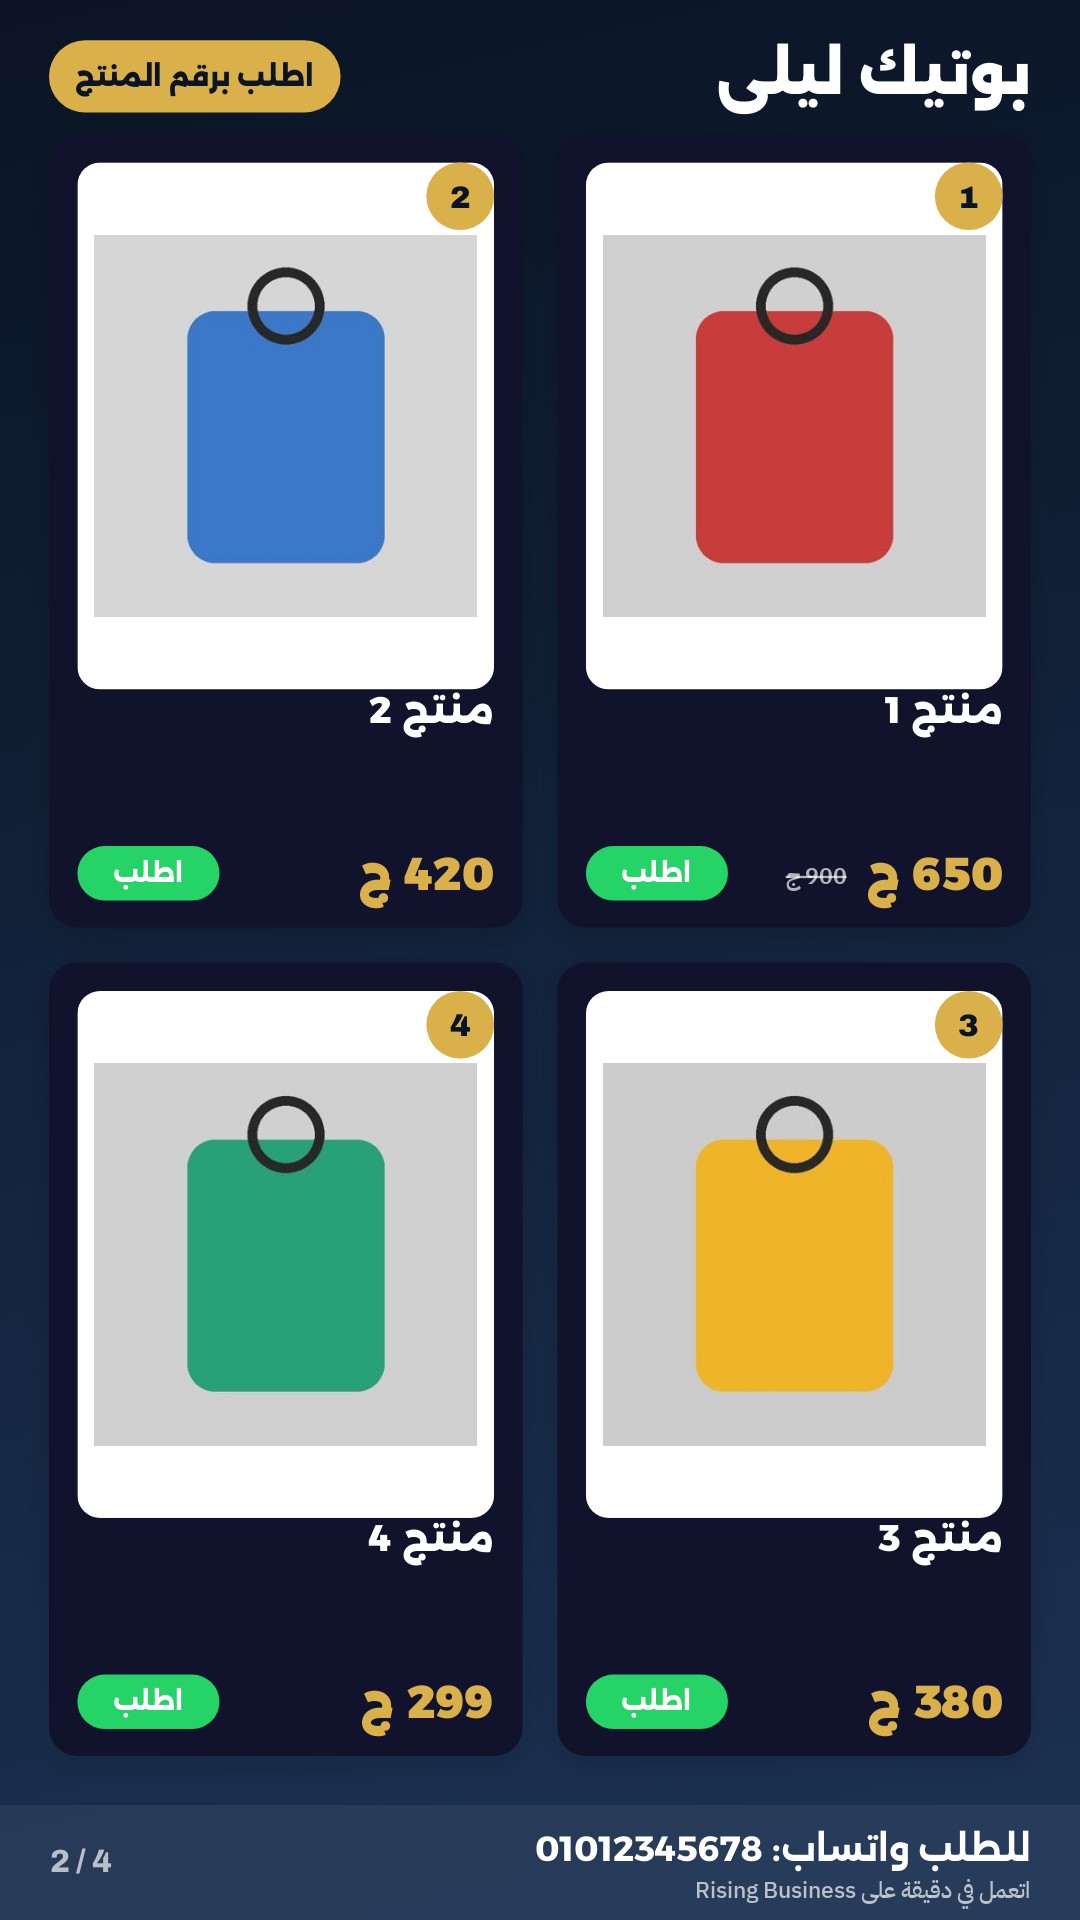 بوتيك ليلى
اطلب برقم المنتج
1
منتج 1
650 ج 900 ج
اطلب
2
منتج 2
420 ج
اطلب
3
منتج 3
380 ج
اطلب
4
منتج 4
299 ج
اطلب
للطلب واتساب: 01012345678
اتعمل في دقيقة على Rising Business
2 / 4